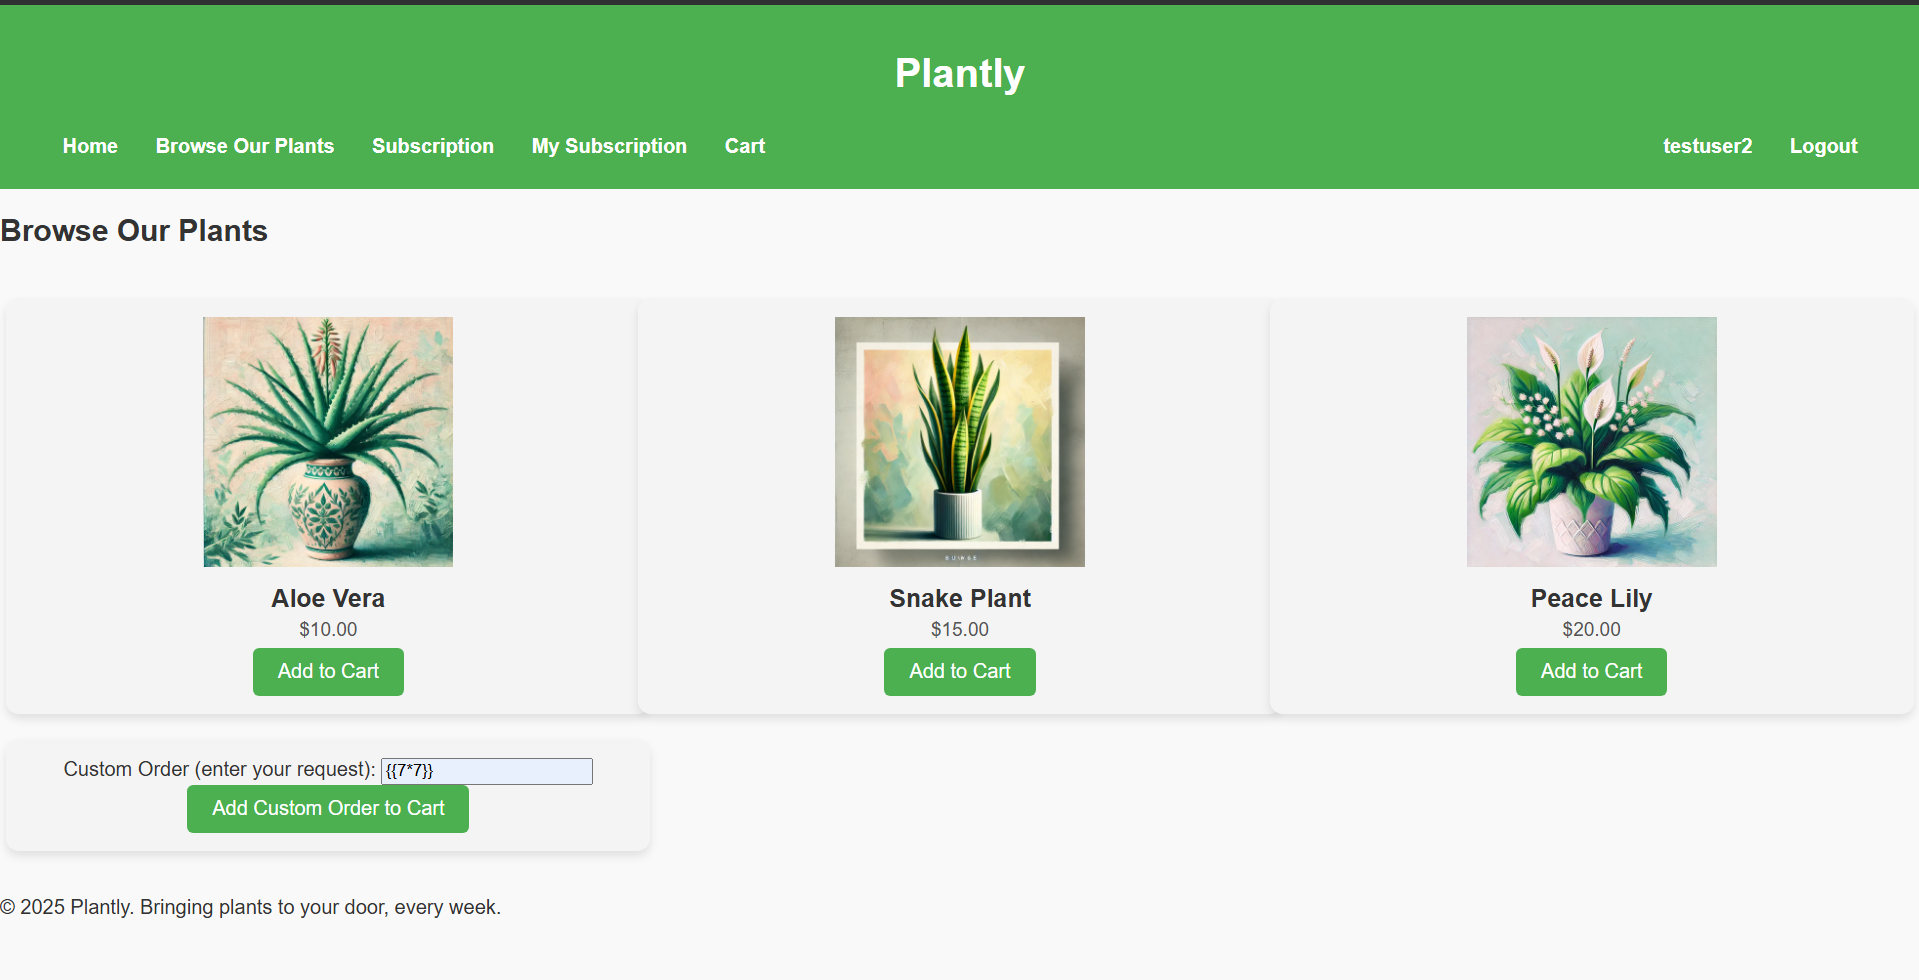 Plantly
Home Browse Our Plants Subscription My Subscription Cart testuser2 Logout
Browse Our Plants
Aloe Vera
$10.00
Add to Cart
Snake Plant
$15.00
Add to Cart
Peace Lily
$20.00
Add to Cart
Custom Order (enter your request): {{7*7}}
Add Custom Order to Cart
© 2025 Plantly. Bringing plants to your door, every week.